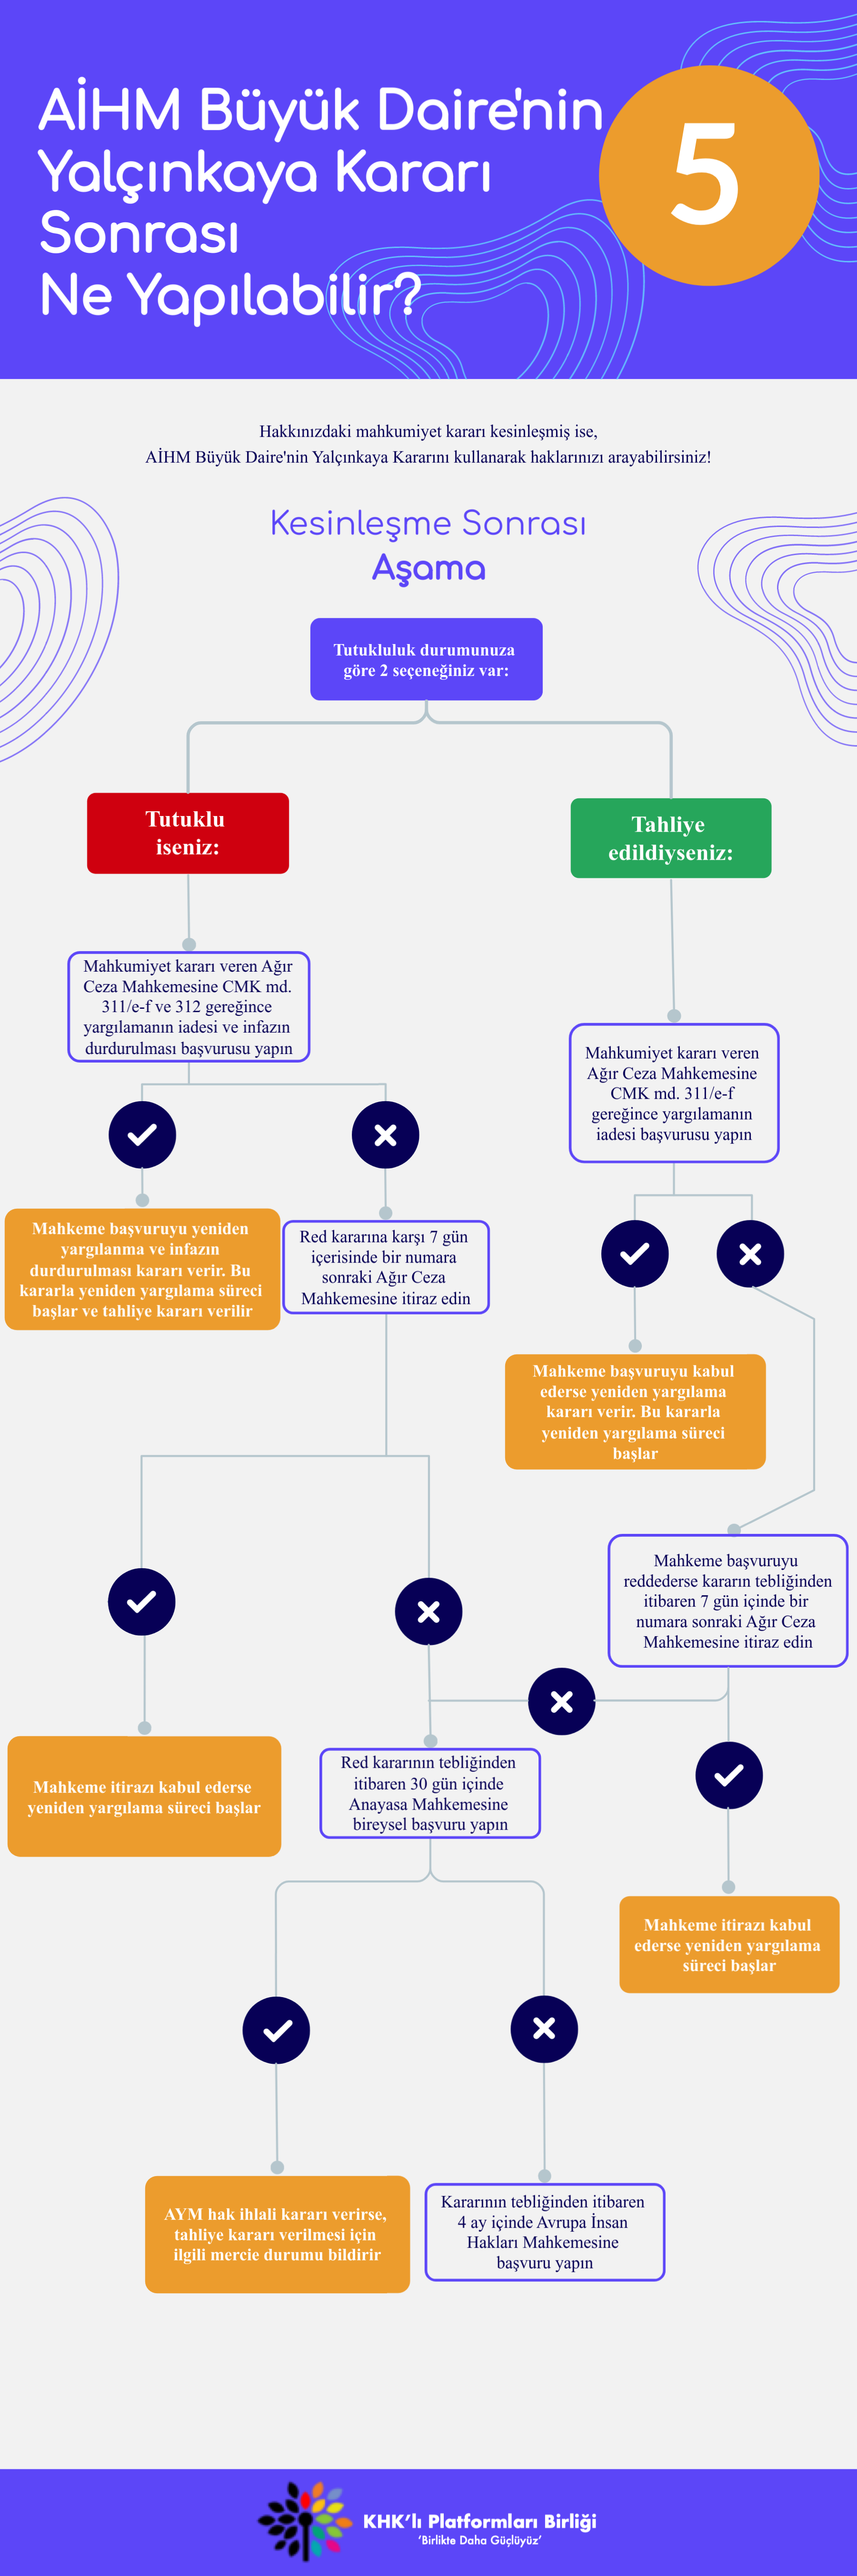 AİHM Büyük Daire'nin
Yalçınkaya Kararı
Sonrası
Ne Yapılabilir?
5
Hakkınızdaki mahkumiyet kararı kesinleşmiş ise,
AİHM Büyük Daire'nin Yalçınkaya Kararını kullanarak haklarınızı arayabilirsiniz!
Kesinleşme Sonrası
Aşama
Tutukluluk durumunuza
göre 2 seçeneğiniz var:
Tutuklu
iseniz:
Tahliye
edildiyseniz:
Mahkumiyet kararı veren Ağır
Ceza Mahkemesine CMK md.
311/e-f ve 312 gereğince
yargılamanın iadesi ve infazın
durdurulması başvurusu yapın
Mahkumiyet kararı veren
Ağır Ceza Mahkemesine
CMK md. 311/e-f
gereğince yargılamanın
iadesi başvurusu yapın
Mahkeme başvuruyu yeniden
yargılanma ve infazın
durdurulması kararı verir. Bu
kararla yeniden yargılama süreci
başlar ve tahliye kararı verilir
Red kararına karşı 7 gün
içerisinde bir numara
sonraki Ağır Ceza
Mahkemesine itiraz edin
Mahkeme başvuruyu kabul
ederse yeniden yargılama
kararı verir. Bu kararla
yeniden yargılama süreci
başlar
Mahkeme başvuruyu
reddederse kararın tebliğinden
itibaren 7 gün içinde bir
numara sonraki Ağır Ceza
Mahkemesine itiraz edin
Mahkeme itirazı kabul ederse
yeniden yargılama süreci başlar
Red kararının tebliğinden
itibaren 30 gün içinde
Anayasa Mahkemesine
bireysel başvuru yapın
Mahkeme itirazı kabul
ederse yeniden yargılama
süreci başlar
AYM hak ihlali kararı verirse,
tahliye kararı verilmesi için
ilgili mercie durumu bildirir
Kararının tebliğinden itibaren
4 ay içinde Avrupa İnsan
Hakları Mahkemesine
başvuru yapın
KHK'lı Platformları Birliği
'Birlikte Daha Güçlüyüz'